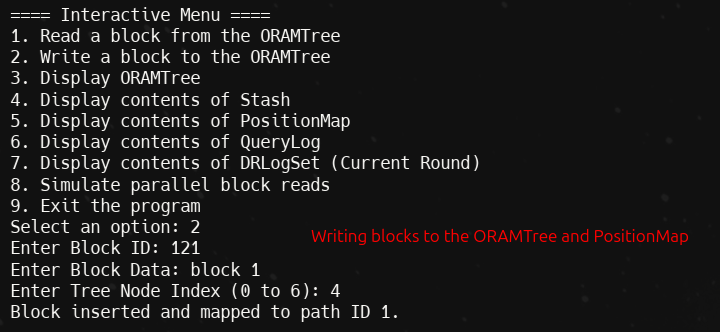 ==== Interactive Menu ====
1. Read a block from the ORAMTree
2. Write a block to the ORAMTree
3. Display ORAMTree
4. Display contents of Stash
5. Display contents of PositionMap
6. Display contents of QueryLog
7. Display contents of DRLogSet (Current Round)
8. Simulate parallel block reads
9. Exit the program
Select an option: 2
Writing blocks to the ORAMTree and PositionMap
Enter Block ID: 121
Enter Block Data: block 1
Enter Tree Node Index (0 to 6): 4
Block inserted and mapped to path ID 1.